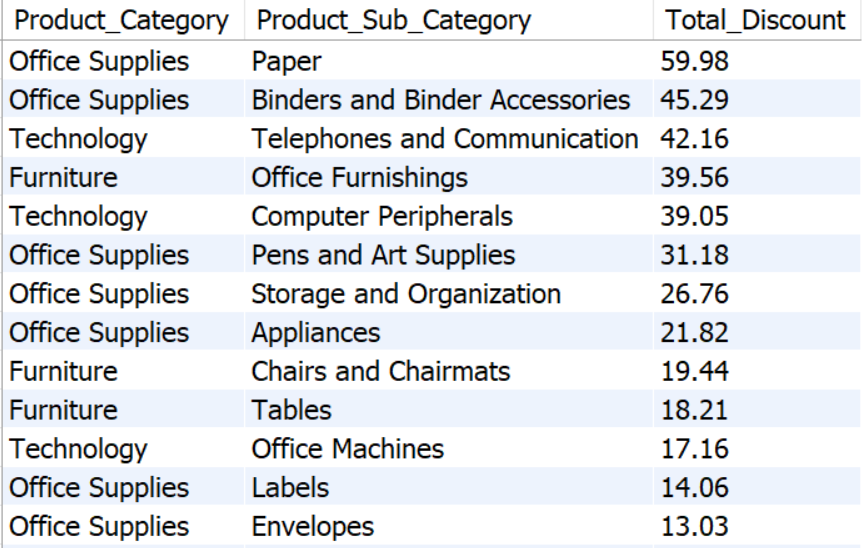 Product_Category Product_Sub_Category Total_Discount
Office Supplies Paper 59.98
Office Supplies Binders and Binder Accessories 45.29
Technology Telephones and Communication 42.16
Furniture Office Furnishings 39.56
Technology Computer Peripherals 39.05
Office Supplies Pens and Art Supplies 31.18
Office Supplies Storage and Organization 26.76
Office Supplies Appliances 21.82
Furniture Chairs and Chairmats 19.44
Furniture Tables 18.21
Technology Office Machines 17.16
Office Supplies Labels 14.06
Office Supplies Envelopes 13.03